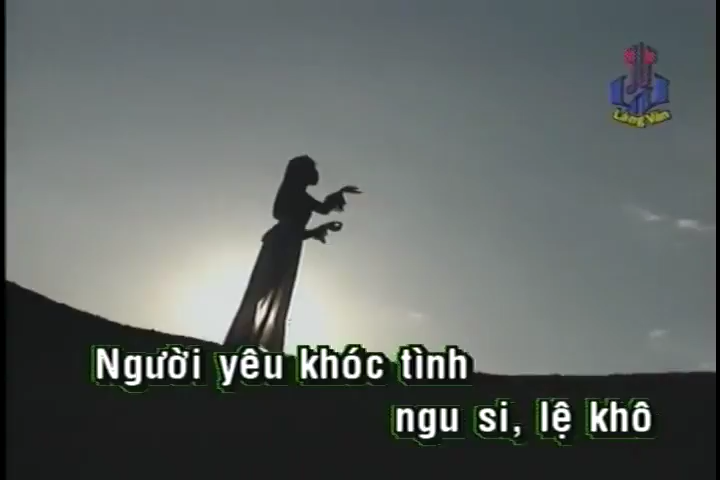 Làng Văn
Người yêu khóc tình
ngu si, lệ khô